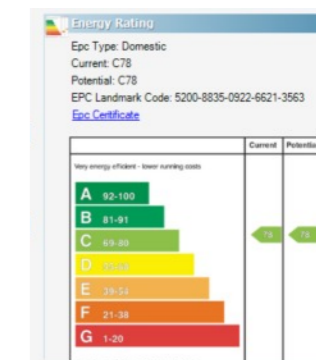 Energy Rating
Epc Type: Domestic
Current: C78
Potential: C78
EPC Landmark Code: 5200-8835-0922-6621-3563
Epc Certificate
Current Potentia
Very energy efficient - lower running costs
A 92-100
B 81-91
C 69-80
78 78
D
E 39-54
F 21-38
G 1-20